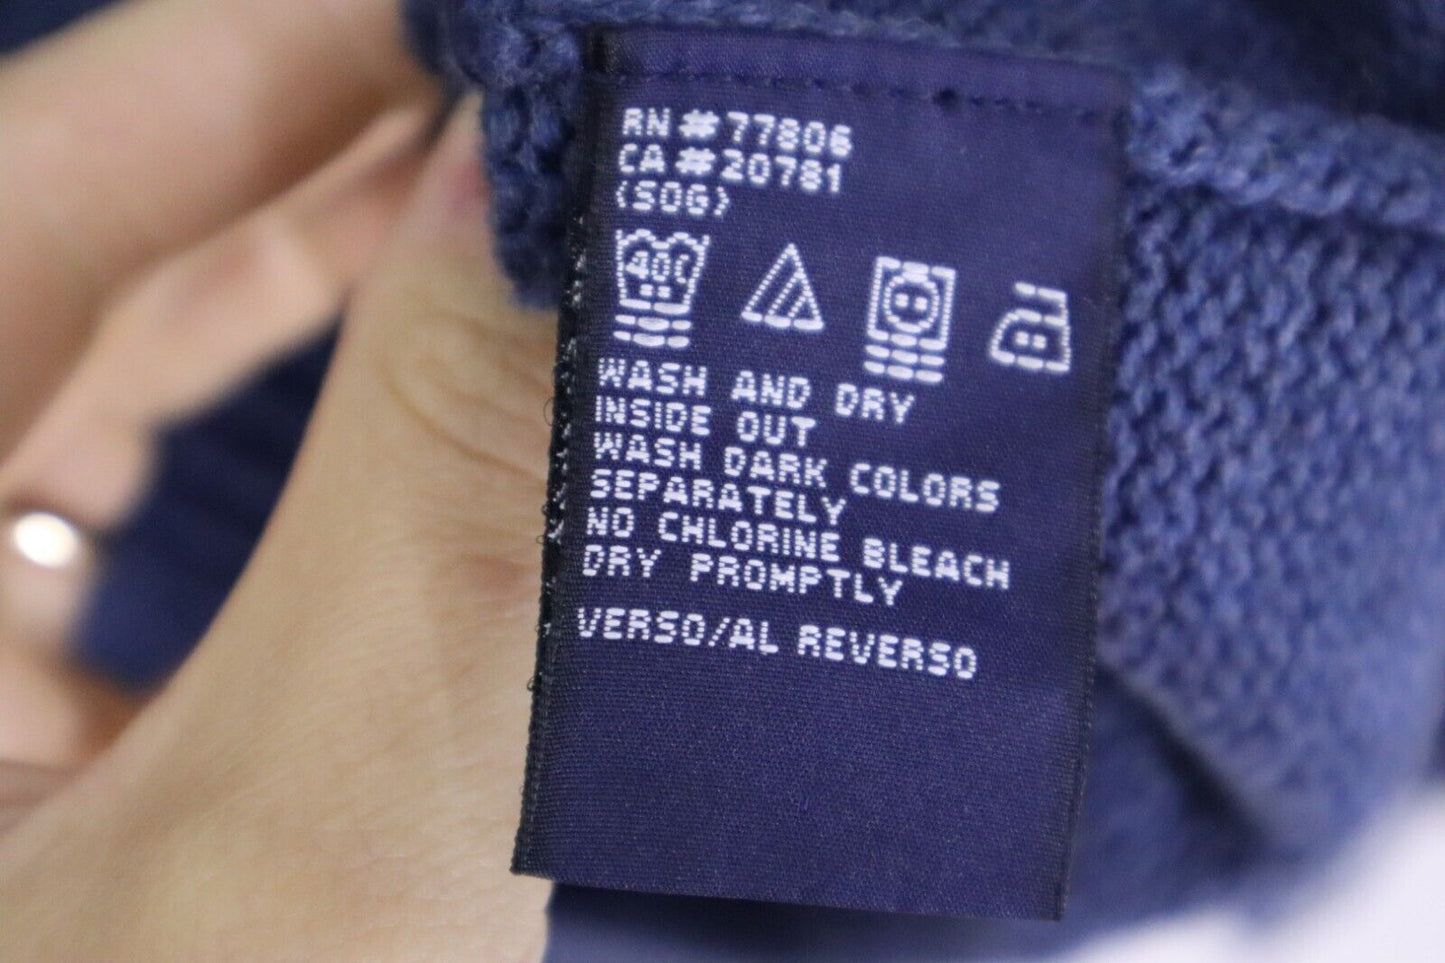 RN #77806
CA #20781
(SOG)
40C
WASH AND DRY
INSIDE OUT
WASH DARK COLORS
SEPARATELY
NO CHLORINE BLEACH
DRY PROMPTLY
VERSO/AL REVERSO